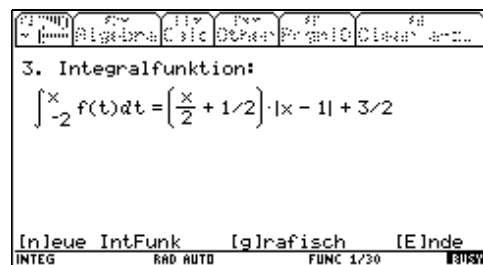 Algebra Calc Other PrgmIO Clean
3. Integralfunktion:
∫ₓ₋₂ f(t)dt = (x/2 + 1/2)·|x − 1| + 3/2
[n]eue IntFunk [g]rafisch [E]nde
INTEG RAD AUTO FUNC 1/30 BUSY